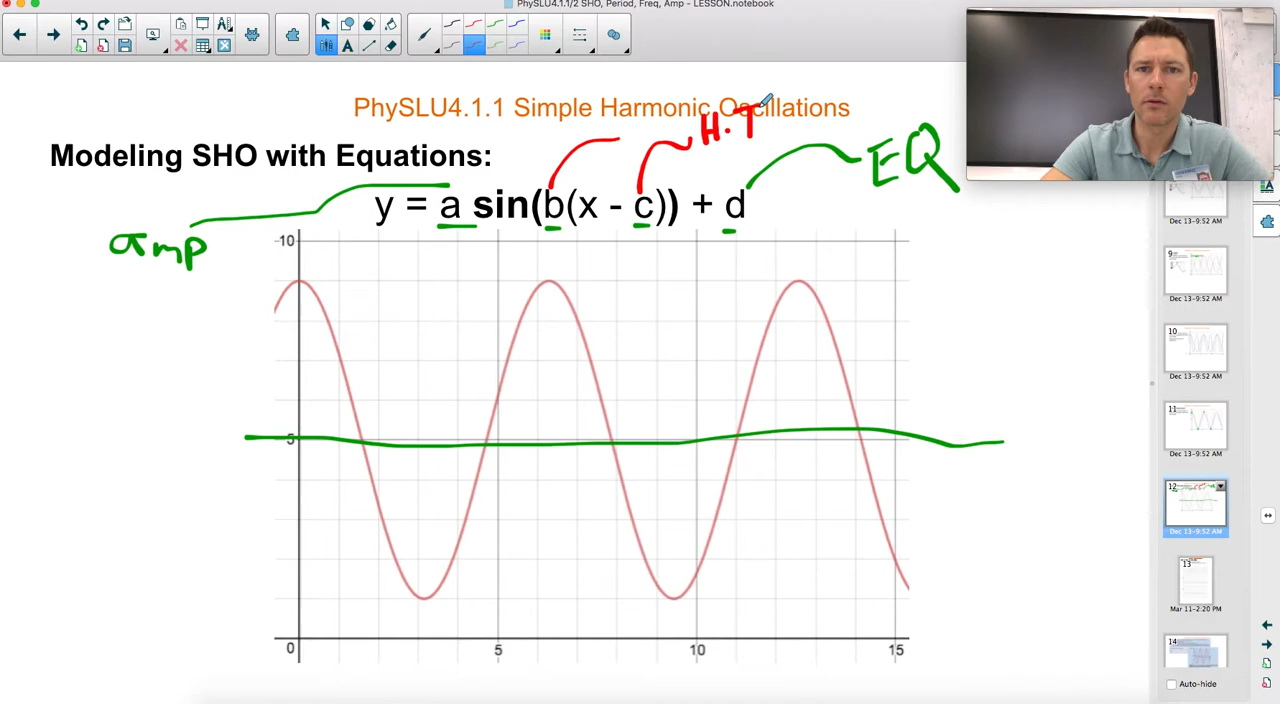 PhySLU4.1.1/2 SHO, Period, Freq, Amp - LESSON.notebook
PhySLU4.1.1 Simple Harmonic Oscillations
H.T
EQ
Modeling SHO with Equations:
y = a sin(b(x - c)) + d
amp
10
5
0
5
10
15
Dec 13-9:52 AM
9
Dec 13-9:52 AM
10
Dec 13-9:52 AM
11
Dec 13-9:52 AM
12
Dec 13-9:52 AM
13
Mar 11-2:20 PM
14
Auto-hide